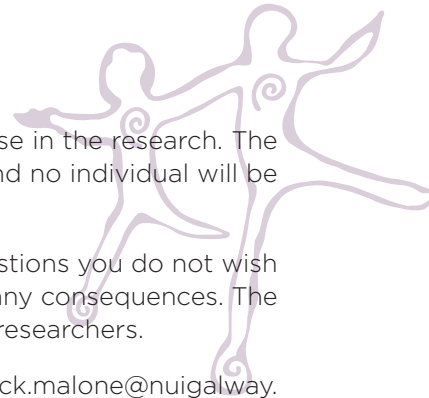 se in the research. The
nd no individual will be
stions you do not wish
any consequences. The
researchers.
ck.malone@nuigalway.